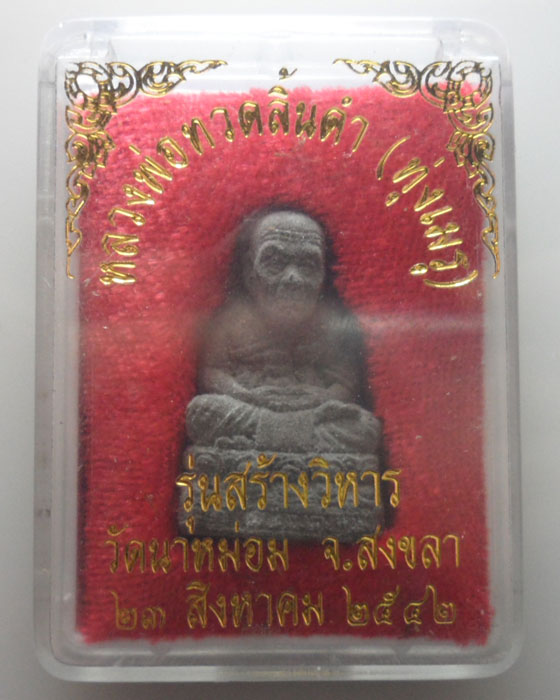 หลวงพ่อทวดลิ้นดำ (ทุ่งเมรุ)
รุ่นสร้างวิหาร
วัดนาหม่อม จ.สงขลา
๒๓ สิงหาคม ๒๕๔๒